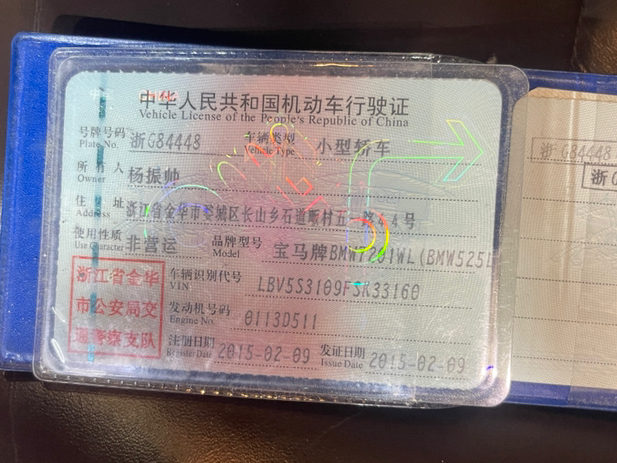 中华人民共和国机动车行驶证
Vehicle License of the People's Republic of China
号牌号码 浙G84448 车辆类型 小型轿车
Plate No. Vehicle Type
所有人 杨振帅
Owner
住址 浙江省金华市婺城区长山乡石道畈村五一路44号
Address
使用性质 非营运 品牌型号 宝马牌BMW7201WL(BMW525L
Use Character Model
浙江省金华
市公安局交
通警察支队
车辆识别代号 LBV5S3109FSR33160
VIN
发动机号码 0113D511
Engine No.
注册日期 2015-02-09 发证日期 2015-02-09
Register Date Issue Date
浙G84448
浙G